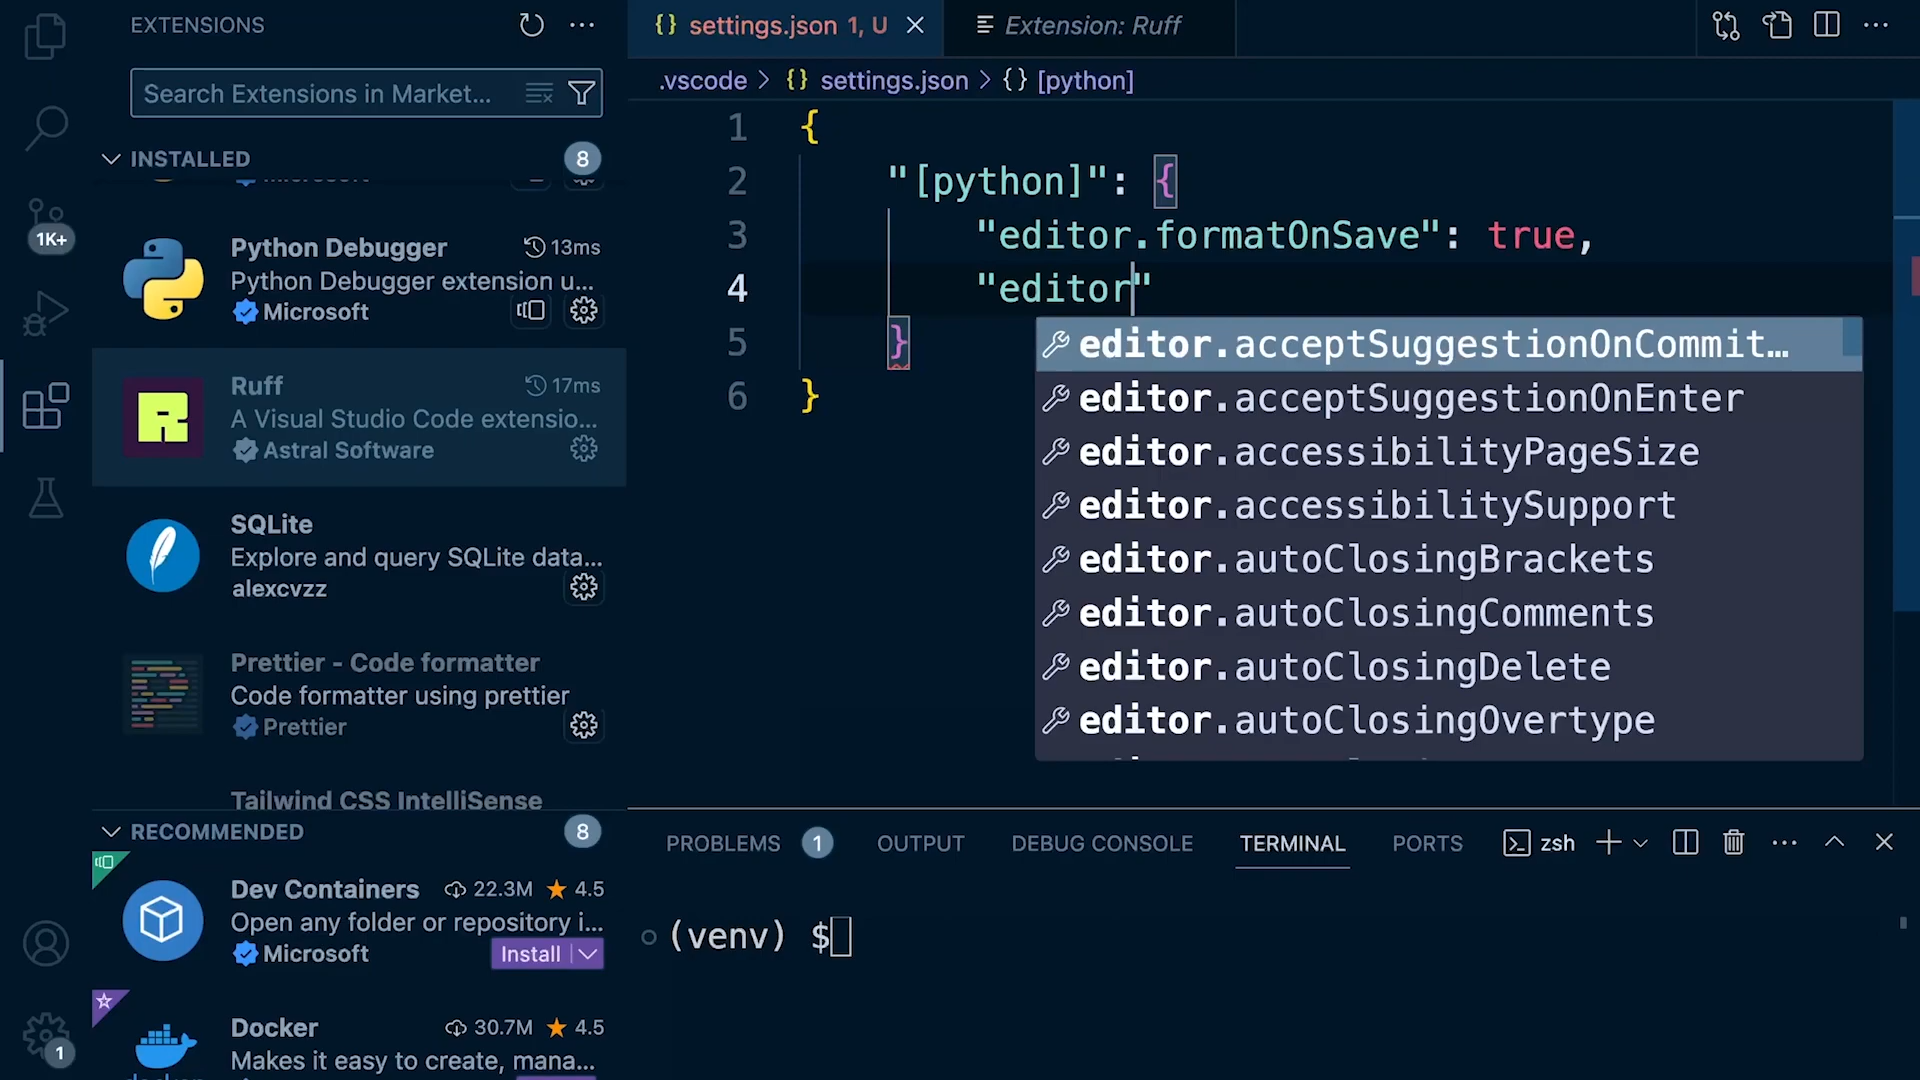 EXTENSIONS
Search Extensions in Market...
INSTALLED 8
Python Debugger 13ms
Python Debugger extension u...
Microsoft
Ruff 17ms
A Visual Studio Code extensio...
Astral Software
SQLite
Explore and query SQLite data...
alexcvzz
Prettier - Code formatter
Code formatter using prettier
Prettier
Tailwind CSS IntelliSense
RECOMMENDED 8
Dev Containers 22.3M 4.5
Open any folder or repository i...
Microsoft Install
Docker 30.7M 4.5
Makes it easy to create, mana...
1K+
1
settings.json 1, U
Extension: Ruff
.vscode > {} settings.json > {} [python]
1 {
2 "[python]": {
3 "editor.formatOnSave": true,
4 "editor"
5 }
6 }
editor.acceptSuggestionOnCommit…
editor.acceptSuggestionOnEnter
editor.accessibilityPageSize
editor.accessibilitySupport
editor.autoClosingBrackets
editor.autoClosingComments
editor.autoClosingDelete
editor.autoClosingOvertype
PROBLEMS 1 OUTPUT DEBUG CONSOLE TERMINAL PORTS zsh
(venv) $